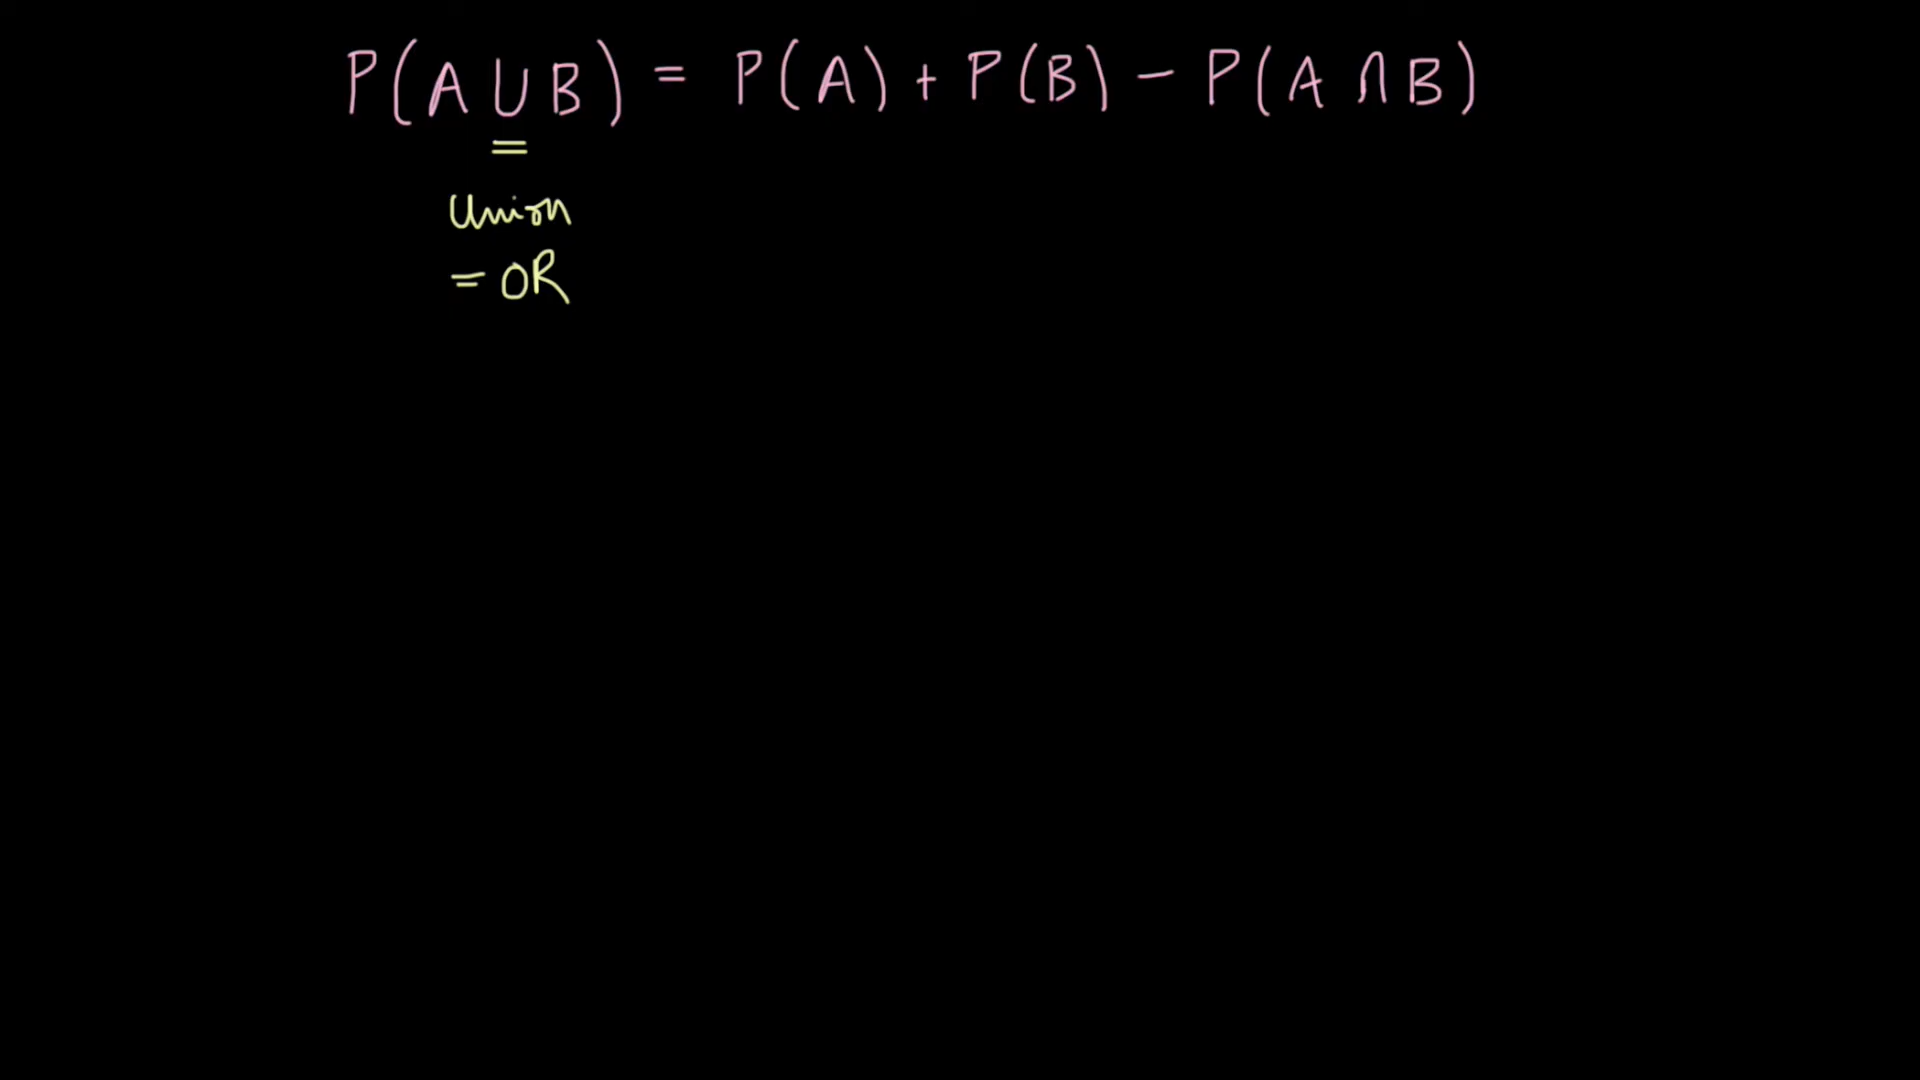 P(A ∪ B) = P(A) + P(B) − P(A ∩ B)
=
Union
= OR